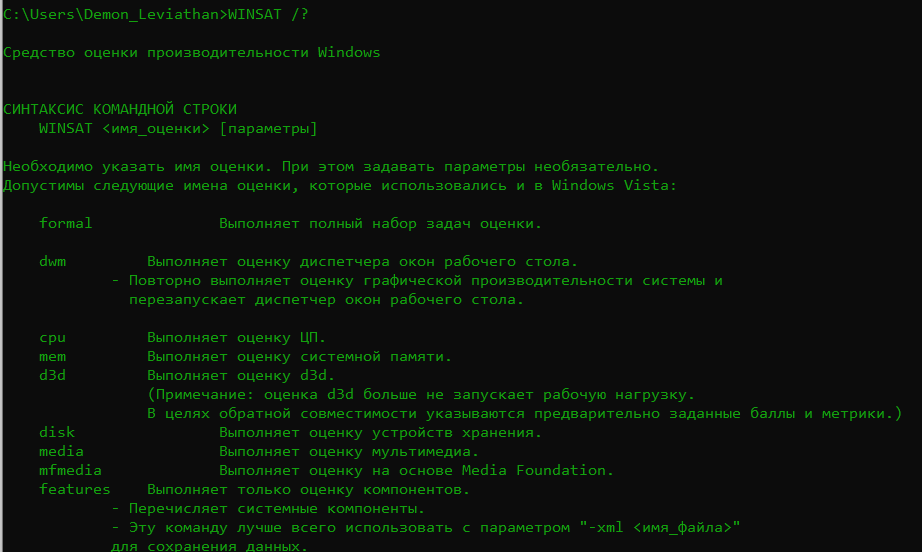 C:\Users\Demon_Leviathan>WINSAT /?
Средство оценки производительности Windows
СИНТАКСИС КОМАНДНОЙ СТРОКИ
WINSAT <имя_оценки> [параметры]
Необходимо указать имя оценки. При этом задавать параметры необязательно.
Допустимы следующие имена оценки, которые использовались и в Windows Vista:
formal Выполняет полный набор задач оценки.
dwm Выполняет оценку диспетчера окон рабочего стола.
- Повторно выполняет оценку графической производительности системы и
перезапускает диспетчер окон рабочего стола.
cpu Выполняет оценку ЦП.
mem Выполняет оценку системной памяти.
d3d Выполняет оценку d3d.
(Примечание: оценка d3d больше не запускает рабочую нагрузку.
В целях обратной совместимости указываются предварительно заданные баллы и метрики.)
disk Выполняет оценку устройств хранения.
media Выполняет оценку мультимедиа.
mfmedia Выполняет оценку на основе Media Foundation.
features Выполняет только оценку компонентов.
- Перечисляет системные компоненты.
- Эту команду лучше всего использовать с параметром "-xml <имя_файла>"
для сохранения данных.